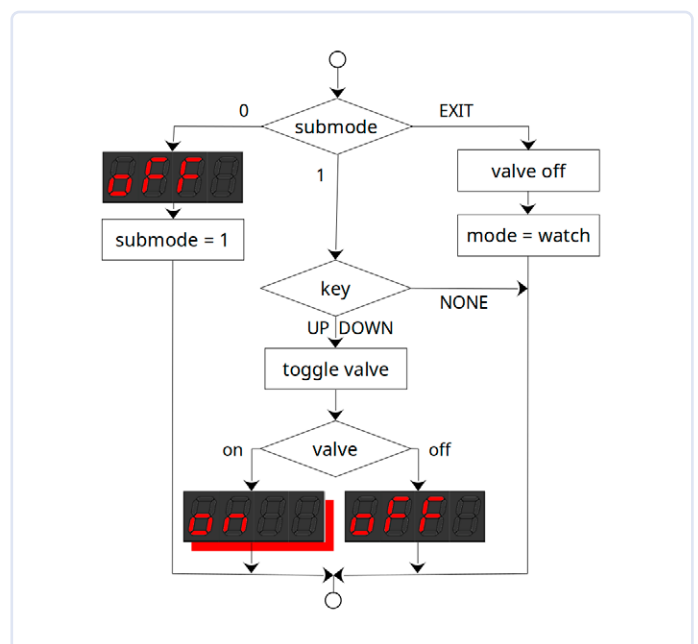 0
EXIT
submode
oFF
1
valve off
submode = 1
mode = watch
key
NONE
UP DOWN
toggle valve
on
valve
off
on
oFF